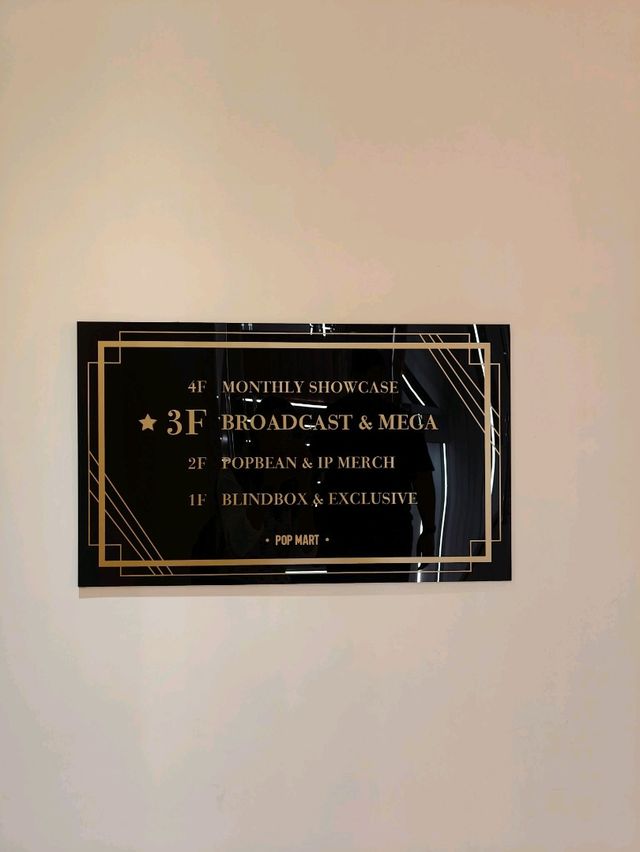 4F MONTHLY SHOWCASE
★ 3F BROADCAST & MEGA
2F POPBEAN & IP MERCH
1F BLINDBOX & EXCLUSIVE
• POP MART •